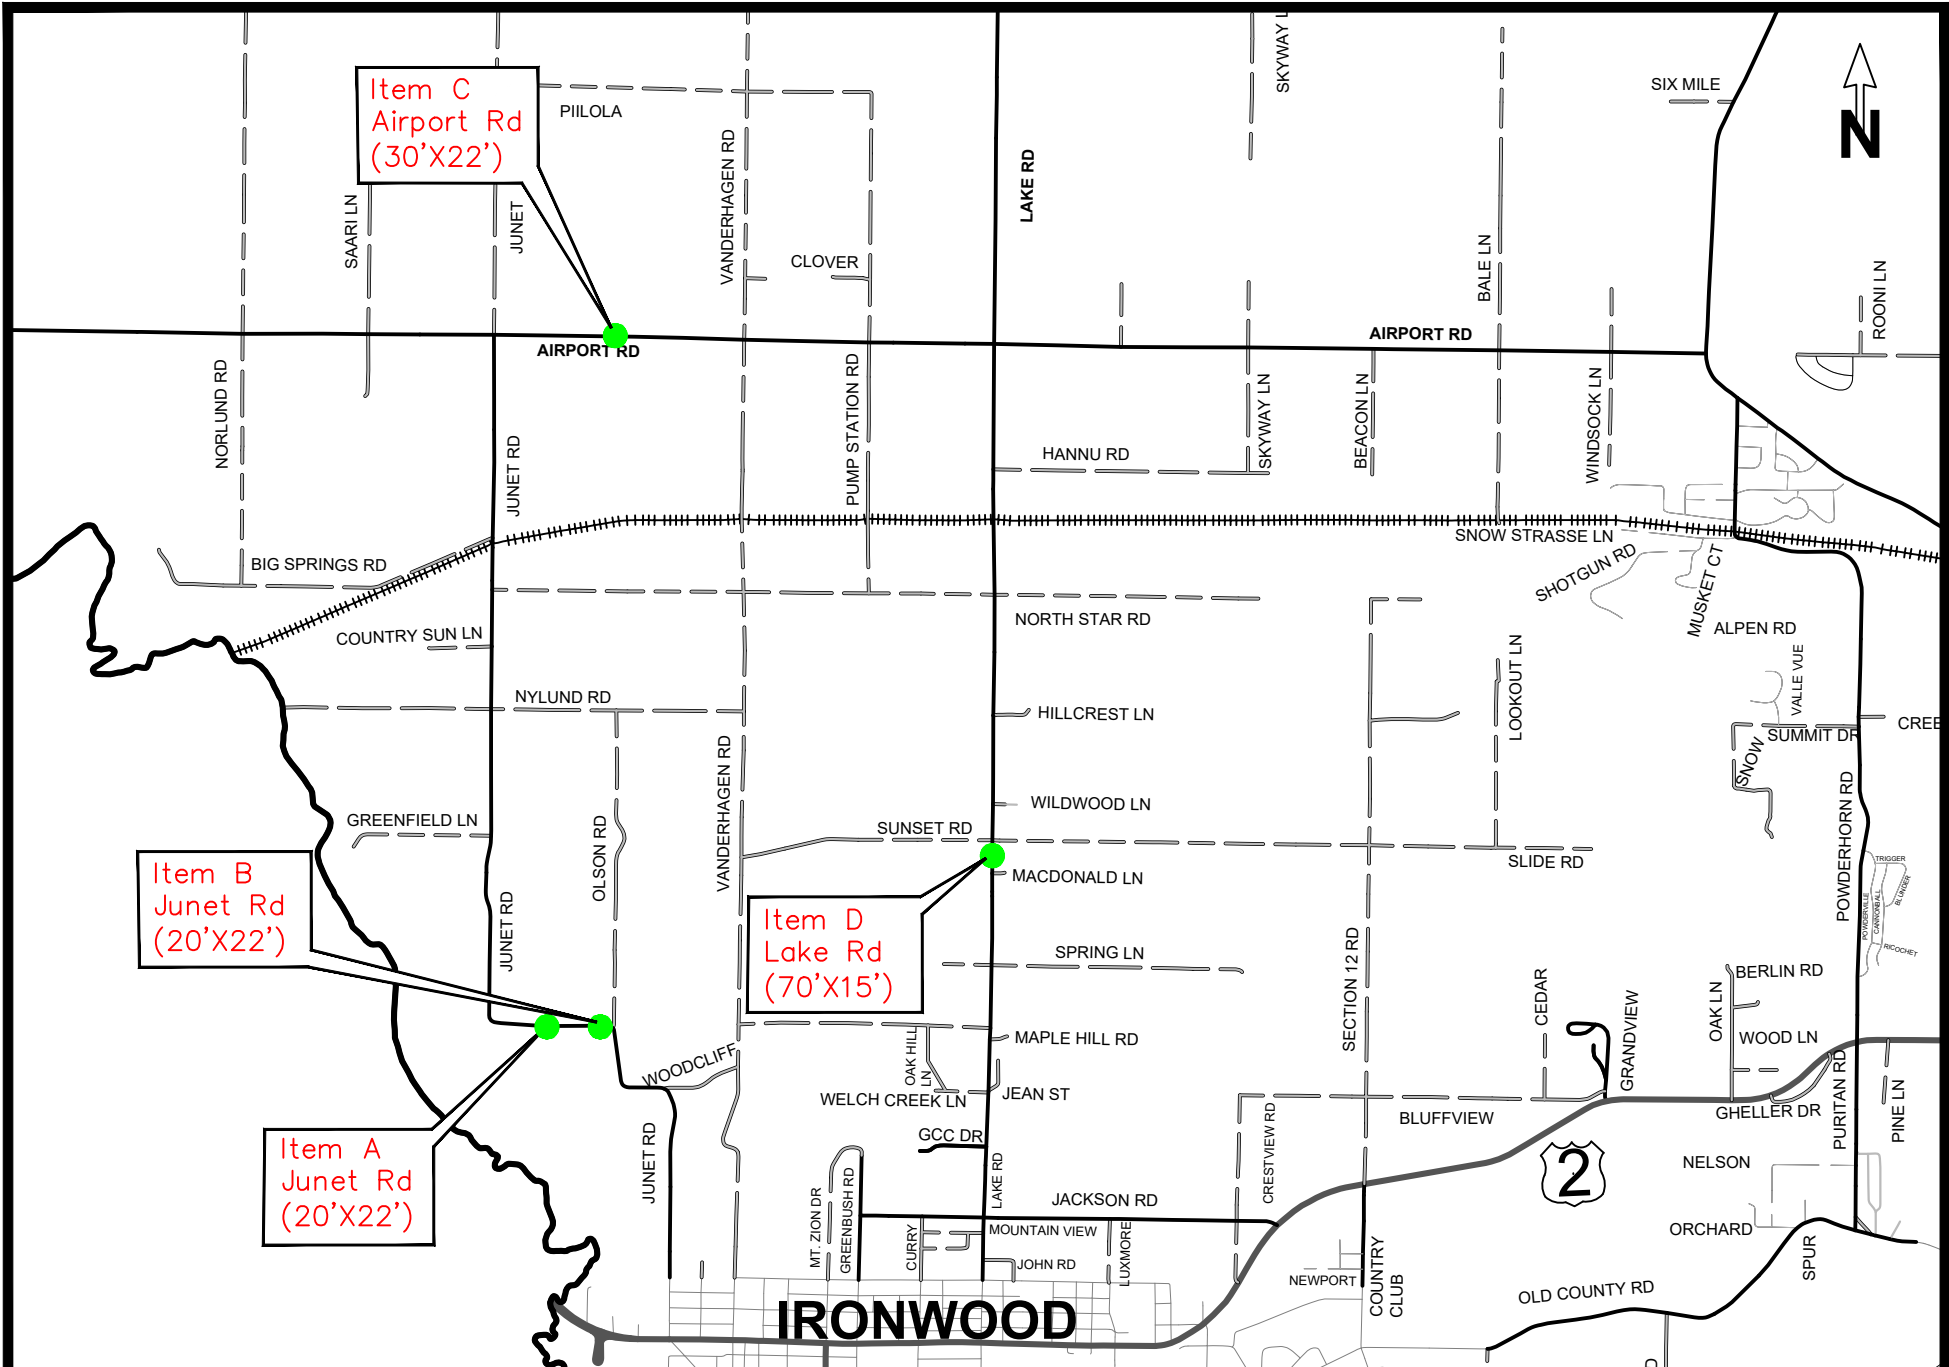 SKYWAY L
SIX MILE
N
Item C
Airport Rd
(30'X22')
PIILOLA
SAARI LN
JUNET
VANDERHAGEN RD
CLOVER
LAKE RD
BALE LN
ROONI LN
AIRPORT RD
AIRPORT RD
NORLUND RD
JUNET RD
PUMP STATION RD
HANNU RD
SKYWAY LN
BEACON LN
WINDSOCK LN
SNOW STRASSE LN
BIG SPRINGS RD
SHOTGUN RD
MUSKET CT
NORTH STAR RD
ALPEN RD
COUNTRY SUN LN
LOOKOUT LN
VALLE VUE
NYLUND RD
HILLCREST LN
CREE
SUMMIT DR
SNOW
VANDERHAGEN RD
WILDWOOD LN
POWDERHORN RD
GREENFIELD LN
OLSON RD
SUNSET RD
SLIDE RD
TRIGGER
BLUNDER
CANNONBALL
POWDERVILLE
RICOCHET
Item B
Junet Rd
(20'X22')
MACDONALD LN
Item D
Lake Rd
(70'X15')
JUNET RD
SPRING LN
SECTION 12 RD
CEDAR
GRANDVIEW
OAK LN
BERLIN RD
WOOD LN
MAPLE HILL RD
OAK HILL
LN
WOODCLIFF
WELCH CREEK LN
JEAN ST
BLUFFVIEW
GHELLER DR
PURITAN RD
PINE LN
GCC DR
Item A
Junet Rd
(20'X22')
JUNET RD
LAKE RD
CRESTVIEW RD
2
NELSON
MT. ZION DR
GREENBUSH RD
JACKSON RD
CURRY
MOUNTAIN VIEW
LUXMORE
JOHN RD
ORCHARD
SPUR
NEWPORT
COUNTRY
CLUB
OLD COUNTY RD
IRONWOOD
D